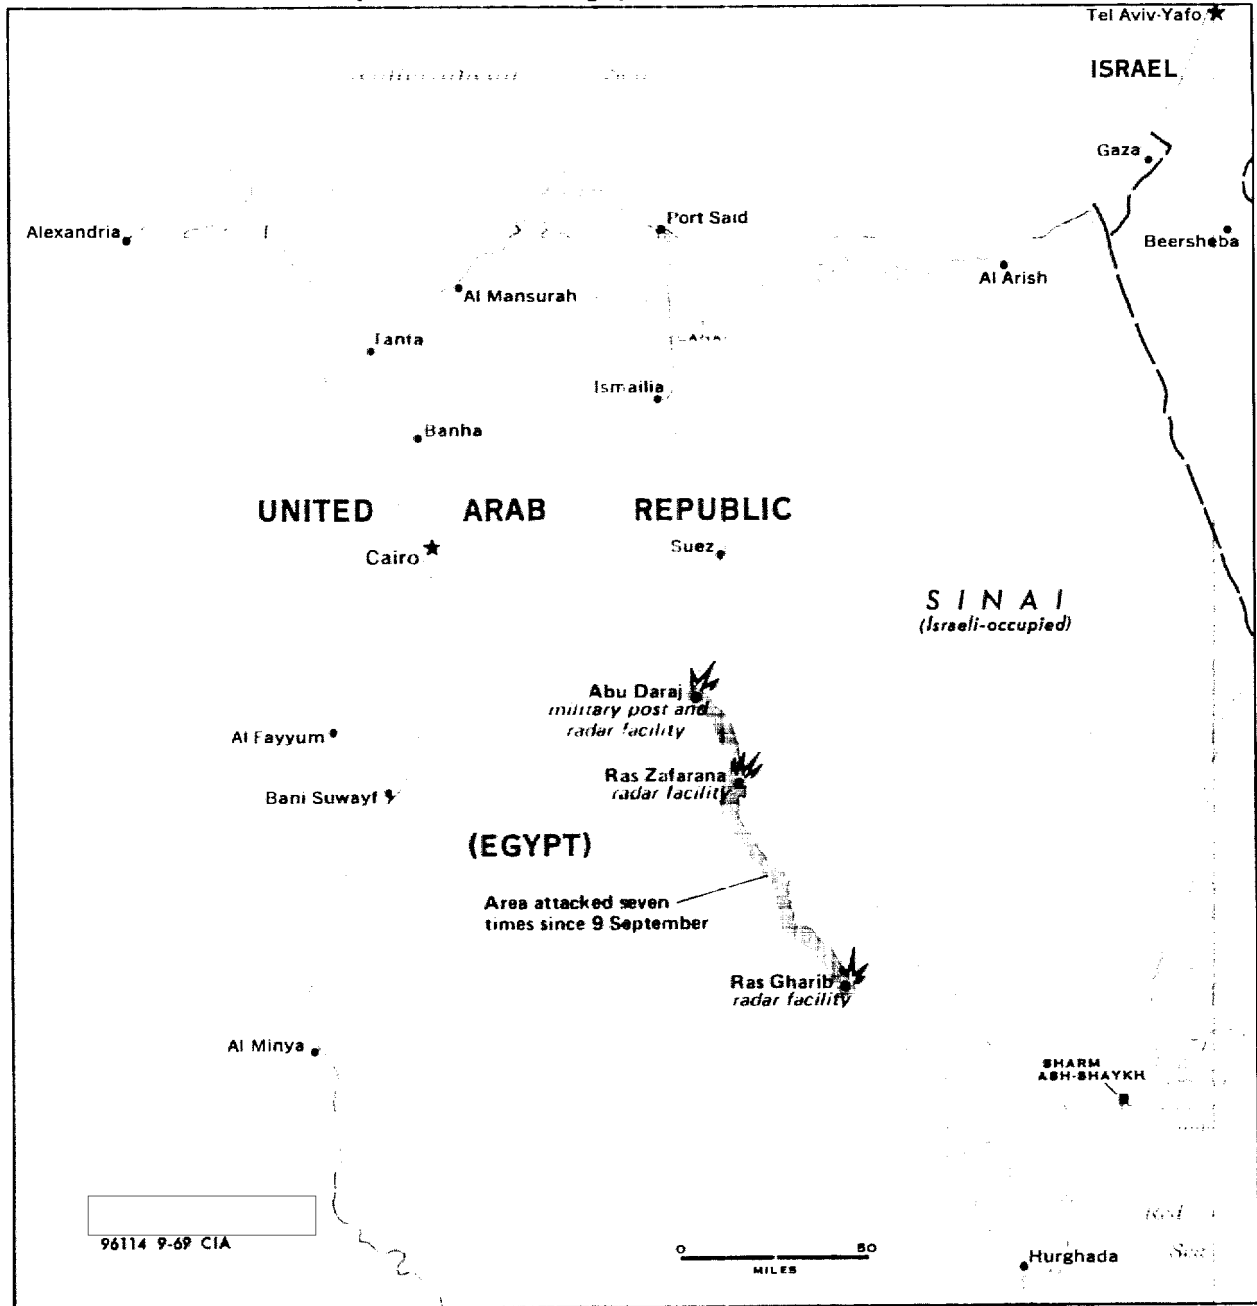 Tel Aviv-Yafo
ISRAEL
Gaza
Port Said
Alexandria
Beersheba
Al Arish
Al Mansurah
Tanta
Ismailia
Banha
UNITED ARAB REPUBLIC
Cairo
Suez
SINAI
(Israeli-occupied)
Abu Daraj
military post and
radar facility
Al Fayyum
Ras Zafarana
radar facility
Bani Suwayf
(EGYPT)
Area attacked seven
times since 9 September
Ras Gharib
radar facility
Al Minya
SHARM
ASH-SHAYKH
Red
Sea
96114 9-69 CIA
0 50
MILES
Hurghada